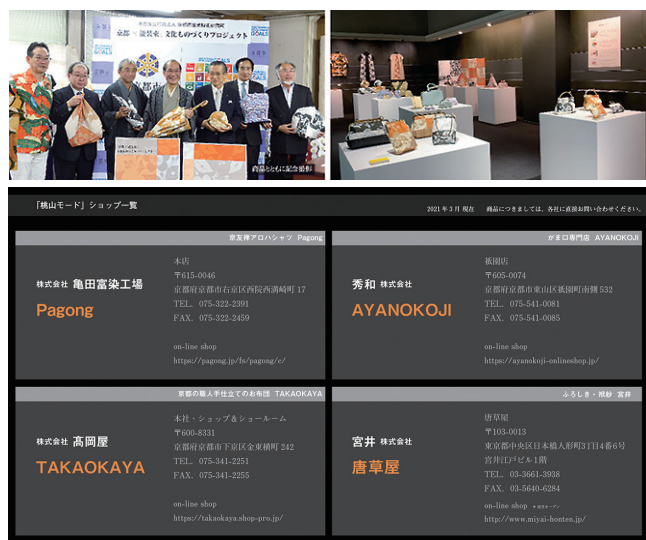 京都 × 能装束 文化ものづくりプロジェクト
GOALS
商品とともに記念撮影
「桃山モード」ショップ一覧
2021年3月現在　商品につきましては、各社に直接お問い合わせください。
京友禅アロハシャツ Pagong
株式会社 亀田富染工場
Pagong
本店
〒615-0046
京都府京都市右京区西院西溝崎町17
TEL. 075-322-2391
FAX. 075-322-2459
on-line shop
https://pagong.jp/fs/pagong/c/
がま口専門店 AYANOKOJI
秀和 株式会社
AYANOKOJI
祇園店
〒605-0074
京都府京都市東山区祇園町南側532
TEL. 075-541-0081
FAX. 075-541-0085
on-line shop
https://ayanokoji-onlineshop.jp/
京都の職人手仕立てのお布団 TAKAOKAYA
株式会社 髙岡屋
TAKAOKAYA
本社・ショップ＆ショールーム
〒600-8331
京都府京都市下京区金東横町242
TEL. 075-341-2251
FAX. 075-341-2255
on-line shop
https://takaokaya.shop-pro.jp/
ふろしき・袱紗 宮井
宮井 株式会社
唐草屋
唐草屋
〒103-0013
東京都中央区日本橋人形町3丁目4番6号
宮井江戸ビル1階
TEL. 03-3661-3938
FAX. 03-5640-6284
on-line shop
http://www.miyai-honten.jp/